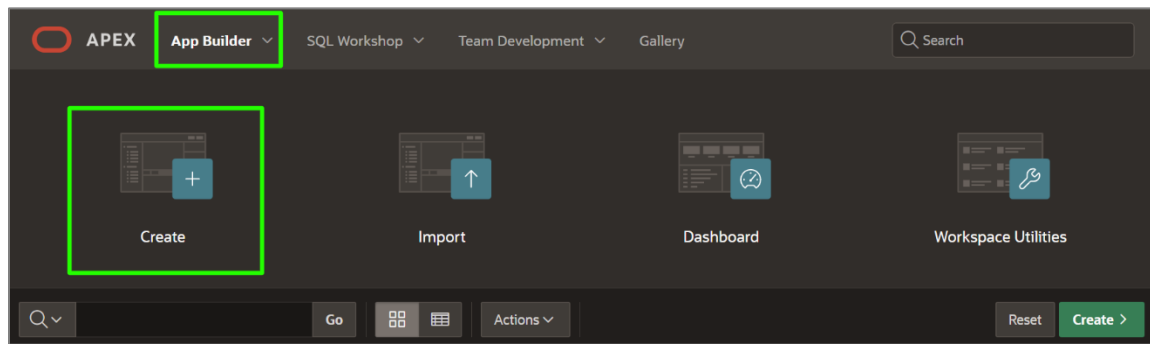 APEX App Builder SQL Workshop Team Development Gallery Search
Create Import Dashboard Workspace Utilities
Go Actions Reset Create >